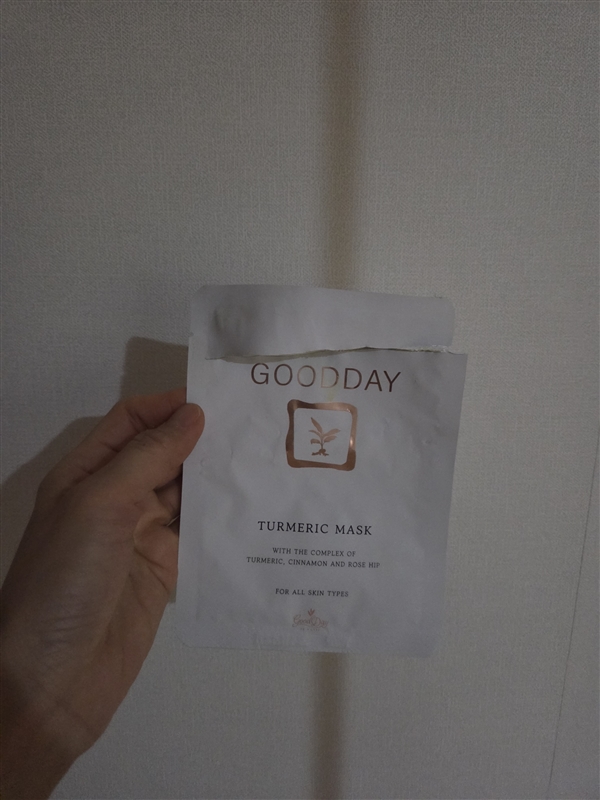 GOODDAY
TURMERIC MASK
WITH THE COMPLEX OF
TURMERIC, CINNAMON AND ROSE HIP
FOR ALL SKIN TYPES